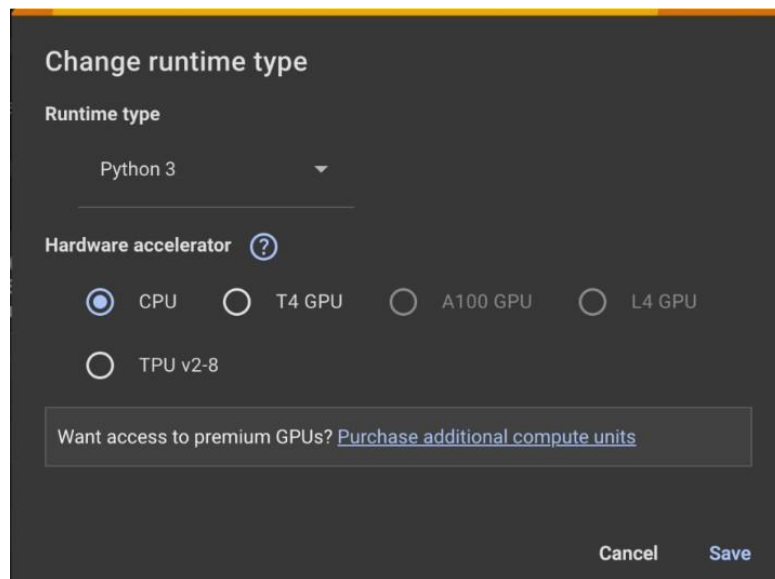 Change runtime type
Runtime type
Python 3
Hardware accelerator ?
CPU T4 GPU A100 GPU L4 GPU
TPU v2-8
Want access to premium GPUs? Purchase additional compute units
Cancel Save